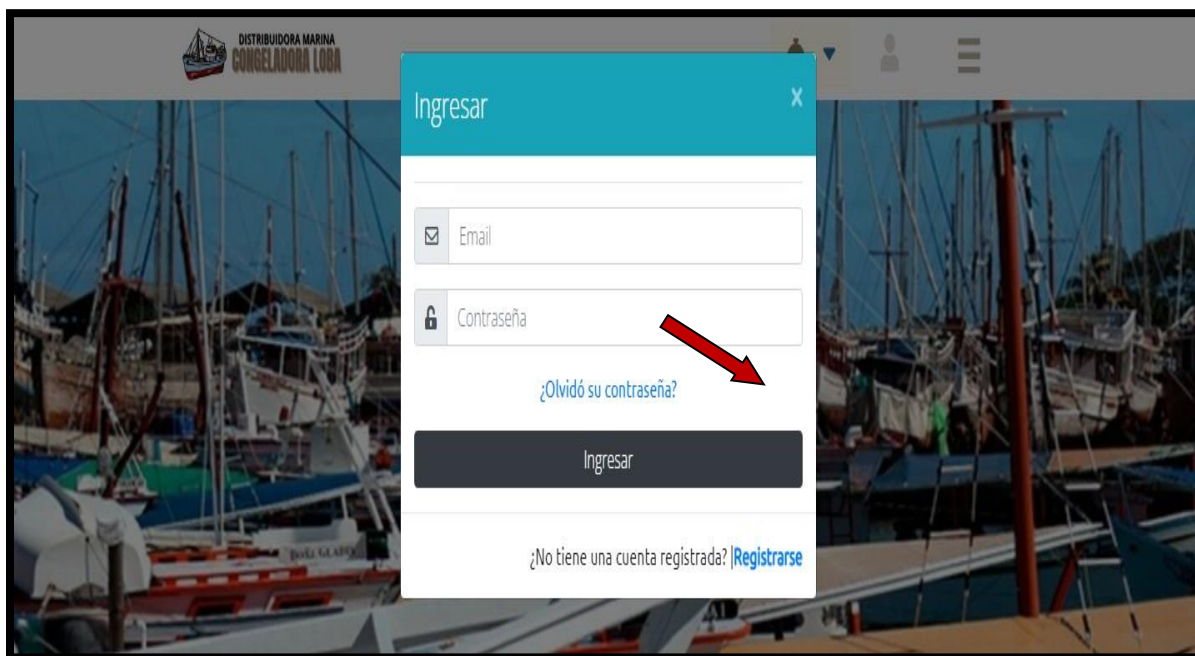 DISTRIBUIDORA MARINA
CONGELADORA LOBA
Ingresar
x
Email
Contraseña
¿Olvidó su contraseña?
Ingresar
¿No tiene una cuenta registrada? |Registrarse